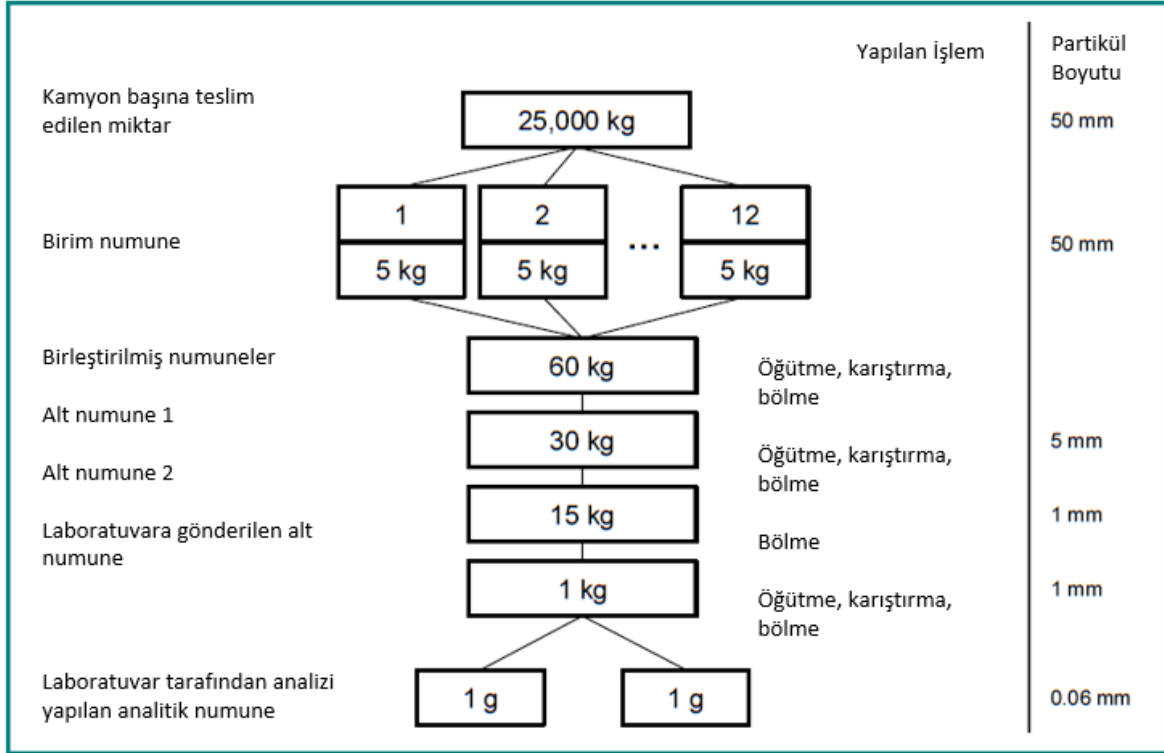 Yapılan İşlem
Partikül
Boyutu
Kamyon başına teslim
edilen miktar
25,000 kg
50 mm
1
2
12
Birim numune
...
50 mm
5 kg
5 kg
5 kg
Birleştirilmiş numuneler
60 kg
Öğütme, karıştırma,
bölme
Alt numune 1
30 kg
5 mm
Öğütme, karıştırma,
bölme
Alt numune 2
15 kg
1 mm
Laboratuvara gönderilen alt
numune
Bölme
1 kg
1 mm
Öğütme, karıştırma,
bölme
Laboratuvar tarafından analizi
yapılan analitik numune
1 g
1 g
0.06 mm